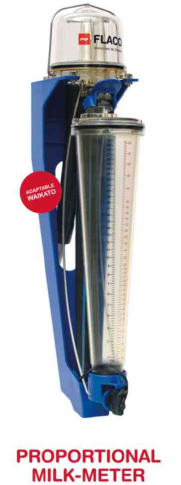 FLACO
ADAPTABLE
WAIKATO
PROPORTIONAL
MILK-METER